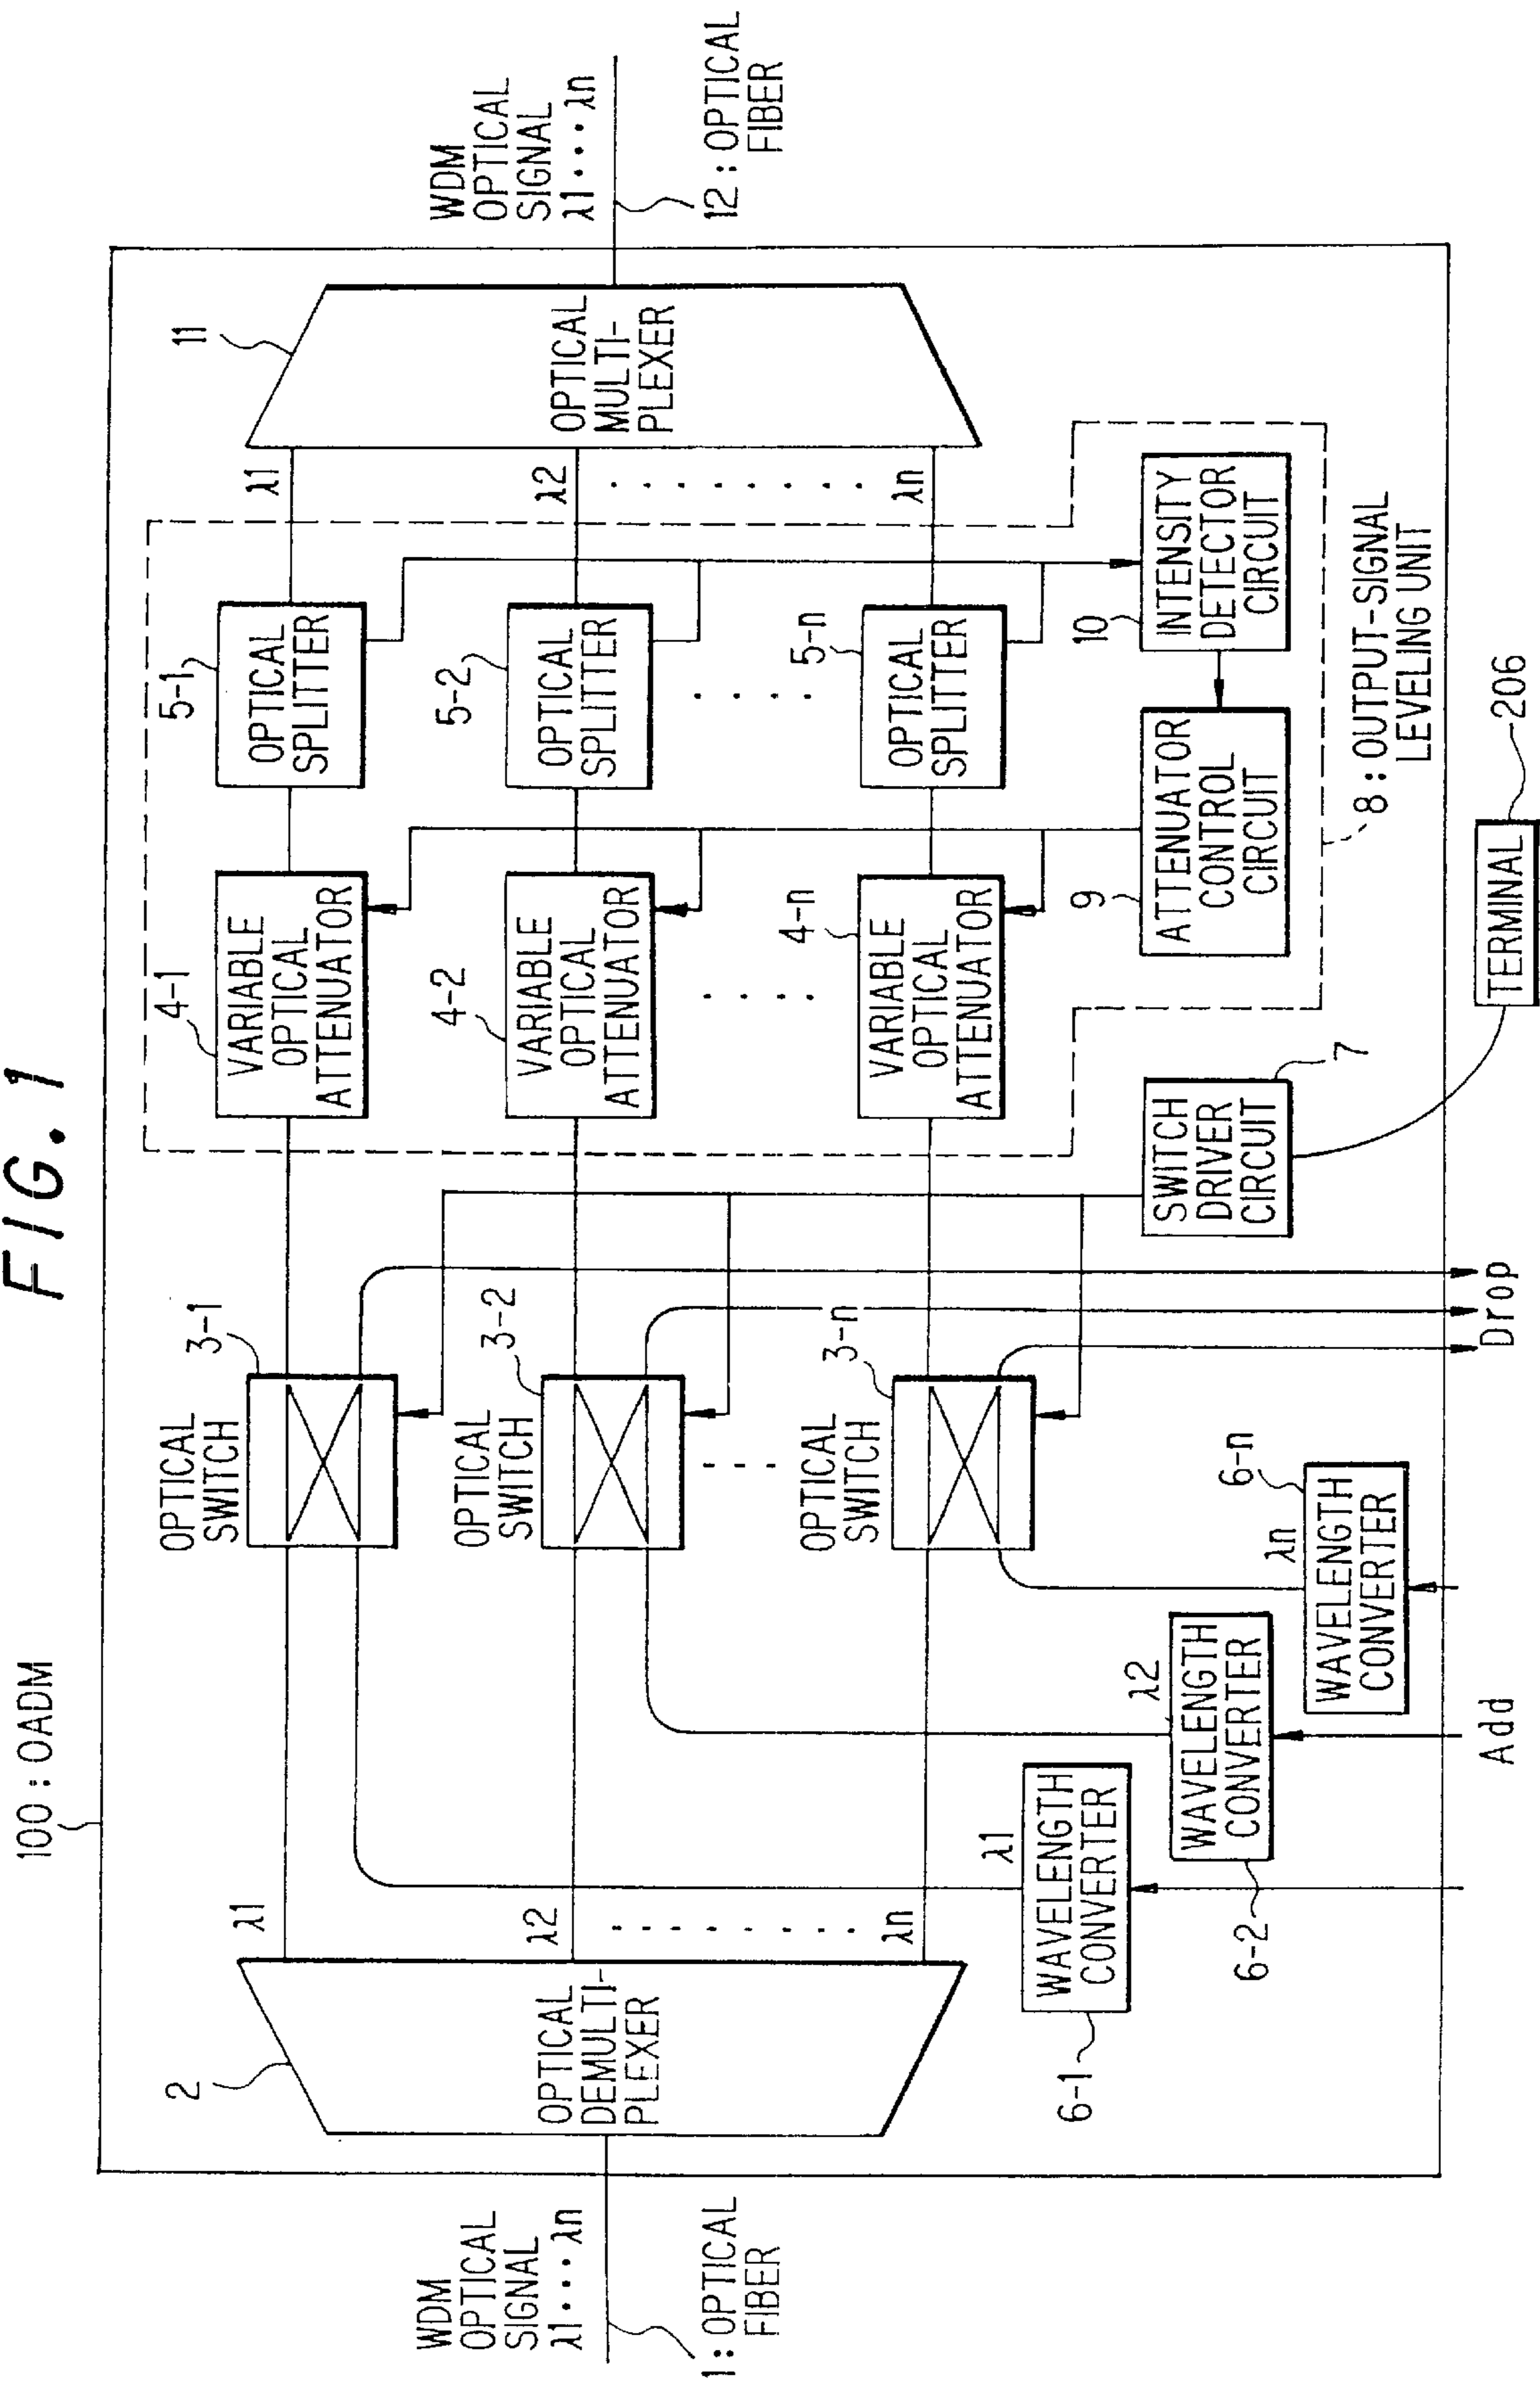 FIG. 1
100 : OADM
WDM
OPTICAL
SIGNAL
λ1 • • • λn
1 : OPTICAL
FIBER
2
OPTICAL
DEMULTI-
PLEXER
λ1
λ2
λn
OPTICAL
SWITCH
3-1
OPTICAL
SWITCH
3-2
OPTICAL
SWITCH
3-n
λ1
WAVELENGTH
CONVERTER
6-1
λ2
WAVELENGTH
CONVERTER
6-2
λn
WAVELENGTH
CONVERTER
6-n
Add
Drop
SWITCH
DRIVER
CIRCUIT
7
TERMINAL
206
4-1
VARIABLE
OPTICAL
ATTENUATOR
4-2
VARIABLE
OPTICAL
ATTENUATOR
4-n
VARIABLE
OPTICAL
ATTENUATOR
5-1
OPTICAL
SPLITTER
5-2
OPTICAL
SPLITTER
5-n
OPTICAL
SPLITTER
9
ATTENUATOR
CONTROL
CIRCUIT
10
INTENSITY
DETECTOR
CIRCUIT
8 : OUTPUT-SIGNAL
LEVELING UNIT
λ1
λ2
λn
11
OPTICAL
MULTI-
PLEXER
WDM
OPTICAL
SIGNAL
λ1 • • • λn
12 : OPTICAL
FIBER